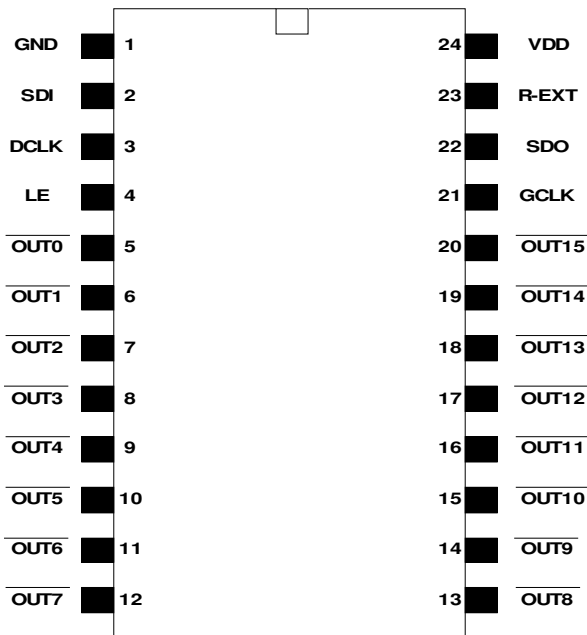 GND 1 24 VDD
SDI 2 23 R-EXT
DCLK 3 22 SDO
LE 4 21 GCLK
OUT0 5 20 OUT15
OUT1 6 19 OUT14
OUT2 7 18 OUT13
OUT3 8 17 OUT12
OUT4 9 16 OUT11
OUT5 10 15 OUT10
OUT6 11 14 OUT9
OUT7 12 13 OUT8